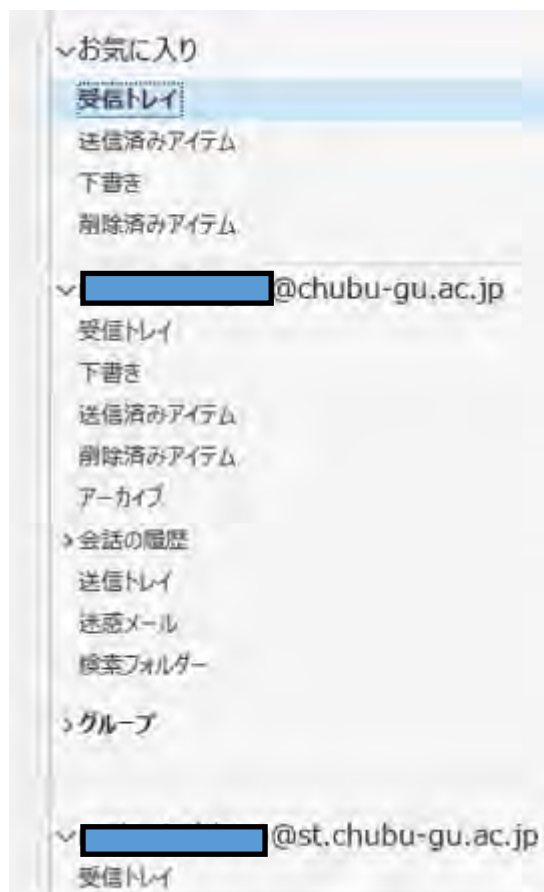 お気に入り
受信トレイ
送信済みアイテム
下書き
削除済みアイテム
@chubu-gu.ac.jp
受信トレイ
下書き
送信済みアイテム
削除済みアイテム
アーカイブ
会話の履歴
送信トレイ
迷惑メール
検索フォルダー
グループ
@st.chubu-gu.ac.jp
受信トレイ